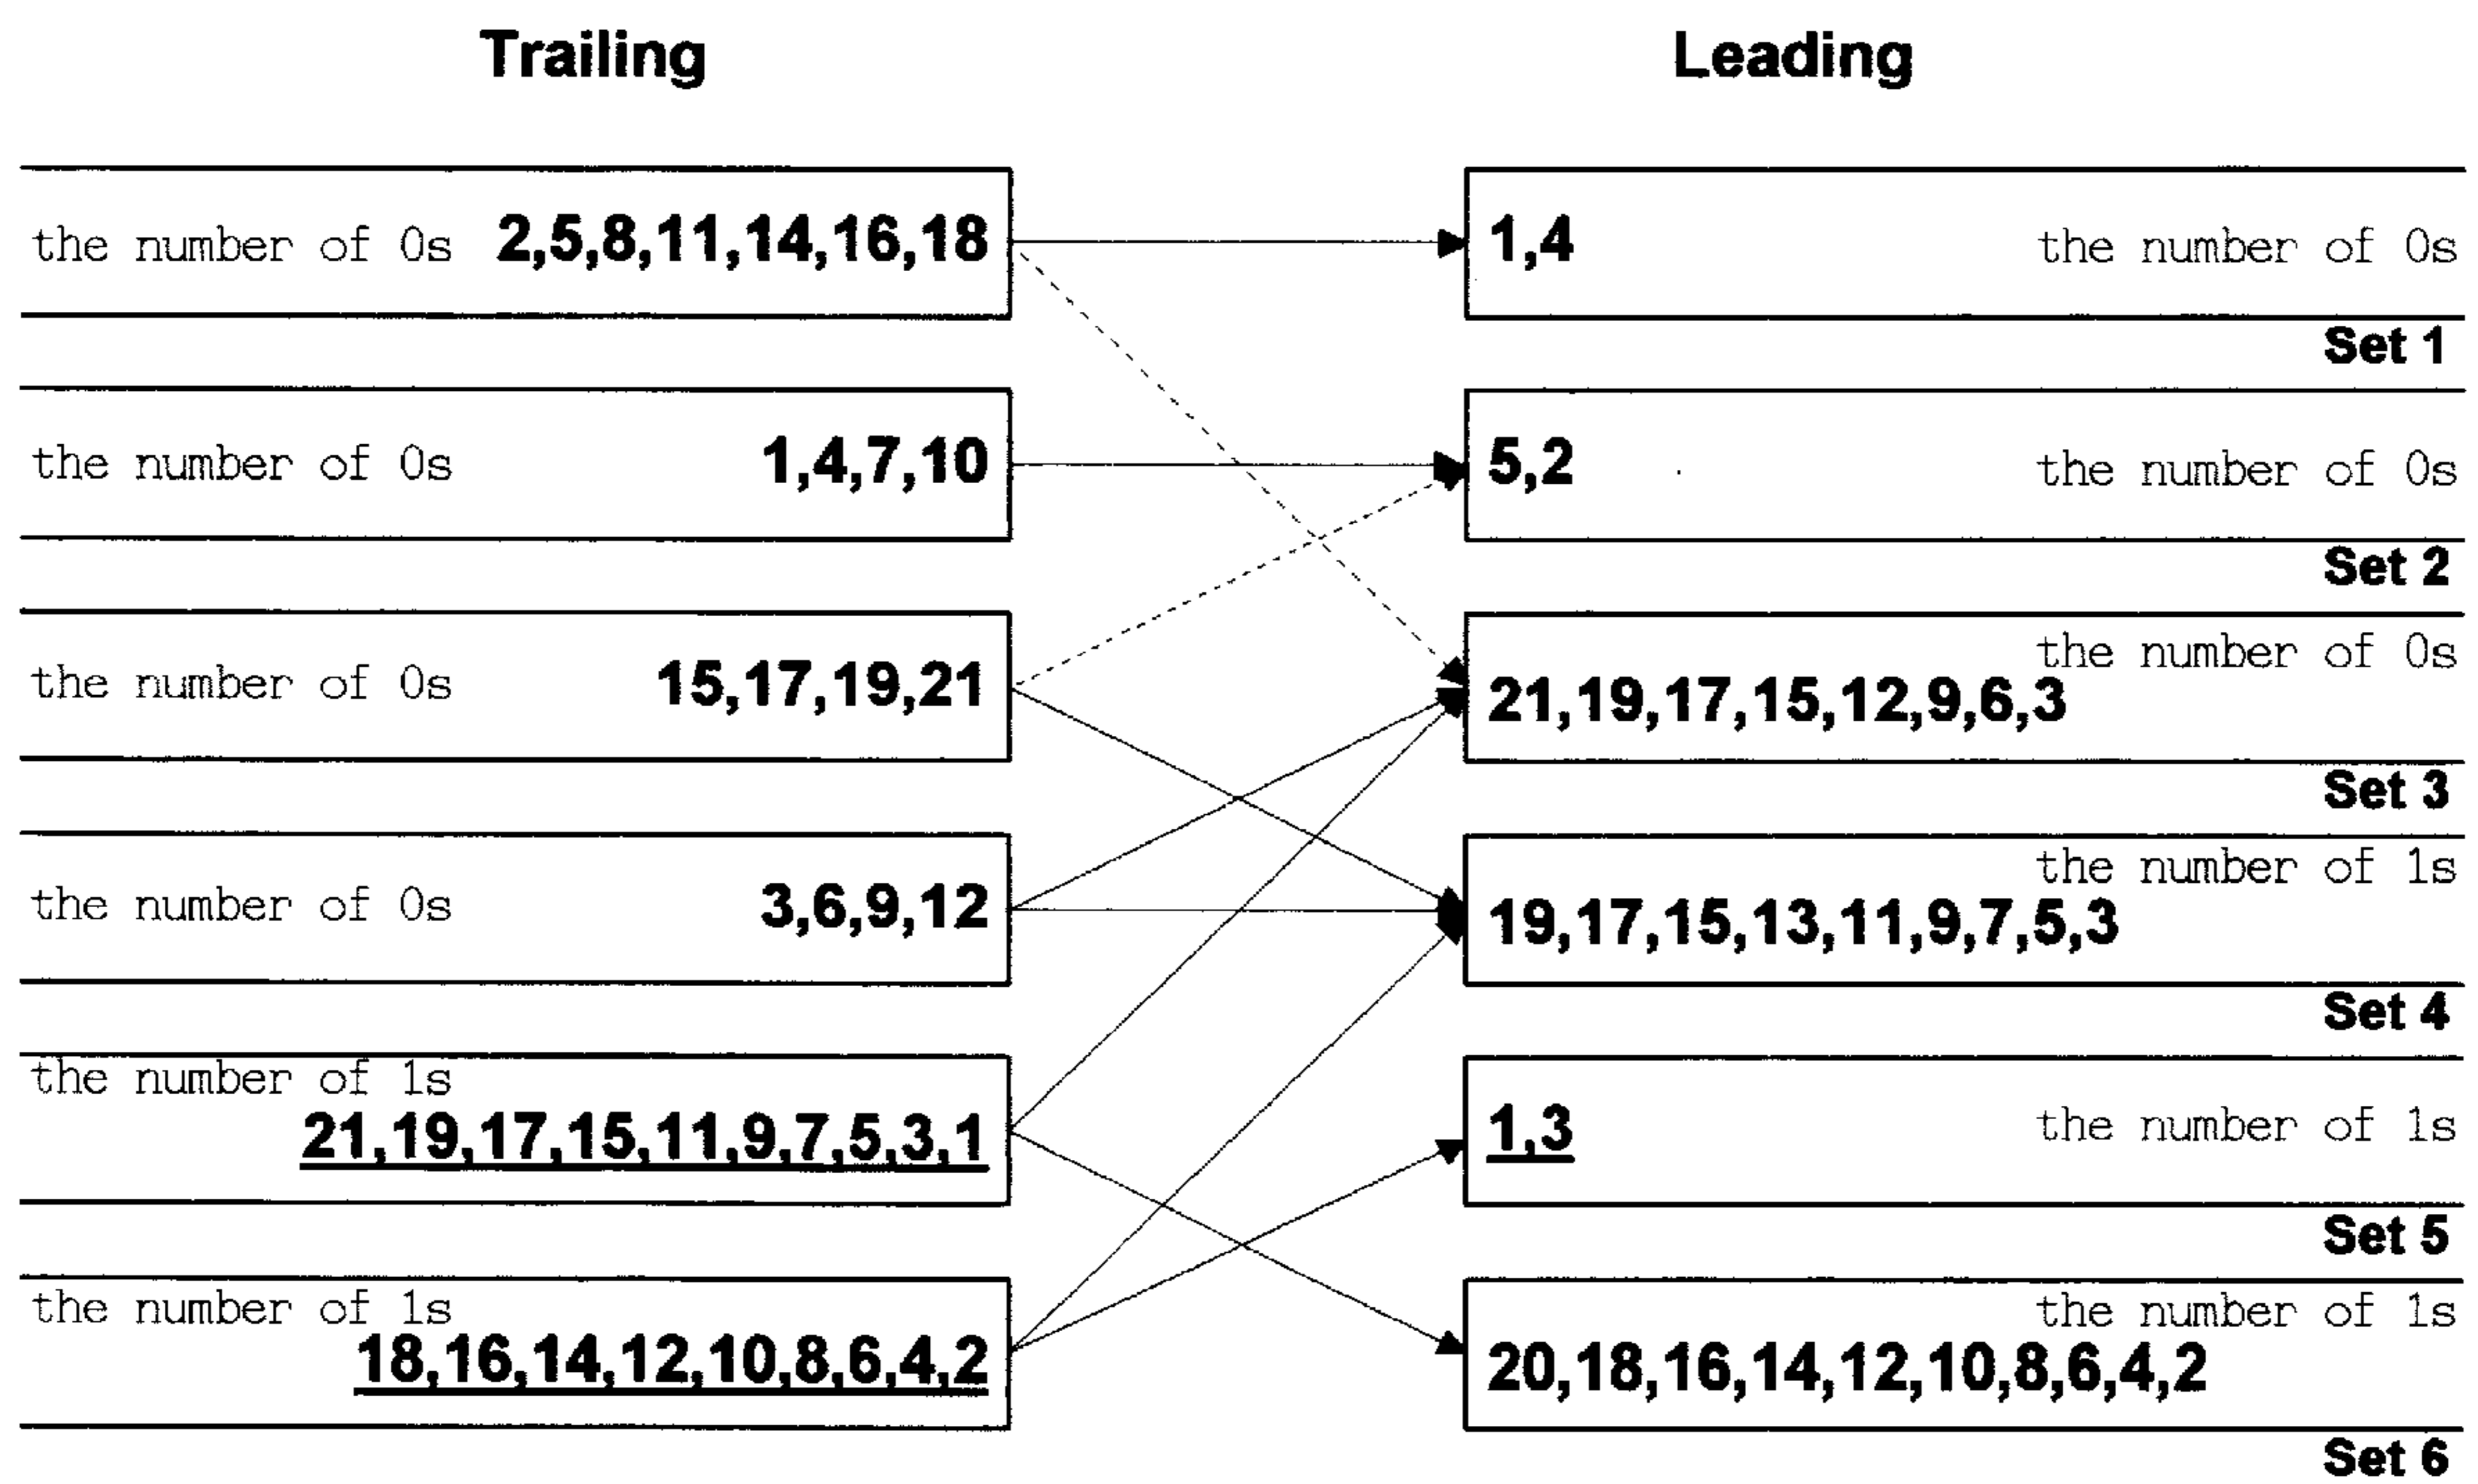 Trailing Leading
the number of 0s 2,5,8,11,14,16,18 1,4 the number of 0s
Set 1
the number of 0s 1,4,7,10 5,2 the number of 0s
Set 2
the number of 0s 15,17,19,21 the number of 0s
21,19,17,15,12,9,6,3
Set 3
the number of 0s 3,6,9,12 the number of 1s
19,17,15,13,11,9,7,5,3
Set 4
the number of 1s
21,19,17,15,11,9,7,5,3,1 1,3 the number of 1s
Set 5
the number of 1s the number of 1s
18,16,14,12,10,8,6,4,2 20,18,16,14,12,10,8,6,4,2
Set 6